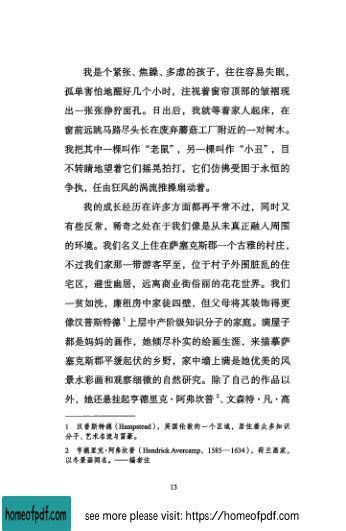 我是个紧张、焦躁、多虑的孩子，往往容易失眠，
孤单害怕地醒好几个小时，注视着窗帘顶部的皱褶现
出一张张狰狞面孔。日出后，我就等着家人起床，在
窗前远眺马路尽头长在废弃蘑菇工厂附近的一对树木。
我把其中一棵叫作“老鼠”，另一棵叫作“小丑”，目
不转睛地望着它们摇晃拍打，它们仿佛受困于永恒的
争执，任由狂风的涡流推搡扇动着。
我的成长经历在许多方面都再平常不过，同时又
有些反常，稀奇之处在于我们像是从未真正融入周围
的环境。我们名义上住在萨塞克斯郡一个古雅的村庄，
不过我们家那一带游客罕至，位于村子外围脏乱的住
宅区，避世幽居，远离商业街俗丽的花花世界。我们
一贫如洗，廉租房中家徒四壁，但父母将其装饰得更
像汉普斯特德1上层中产阶级知识分子的家庭。满屋子
都是妈妈的画作，她倾尽朴实的绘画生涯，来描摹萨
塞克斯郡平缓起伏的乡野，家中墙上满是她优美的风
景水彩画和观察细微的自然研究。除了自己的作品以
外，她还悬挂起亨德里克·阿弗坎普2、文森特·凡·高
1 汉普斯特德（Hampstead），英国伦敦的一个区域，居住着众多知识
分子、艺术名流与富豪。
2 亨德里克·阿弗坎普（Hendrick Avercamp，1585—1634），荷兰画家，
以冬景画闻名。——编者注
13
homeofpdf.com
see more please visit: https://homeofpdf.com